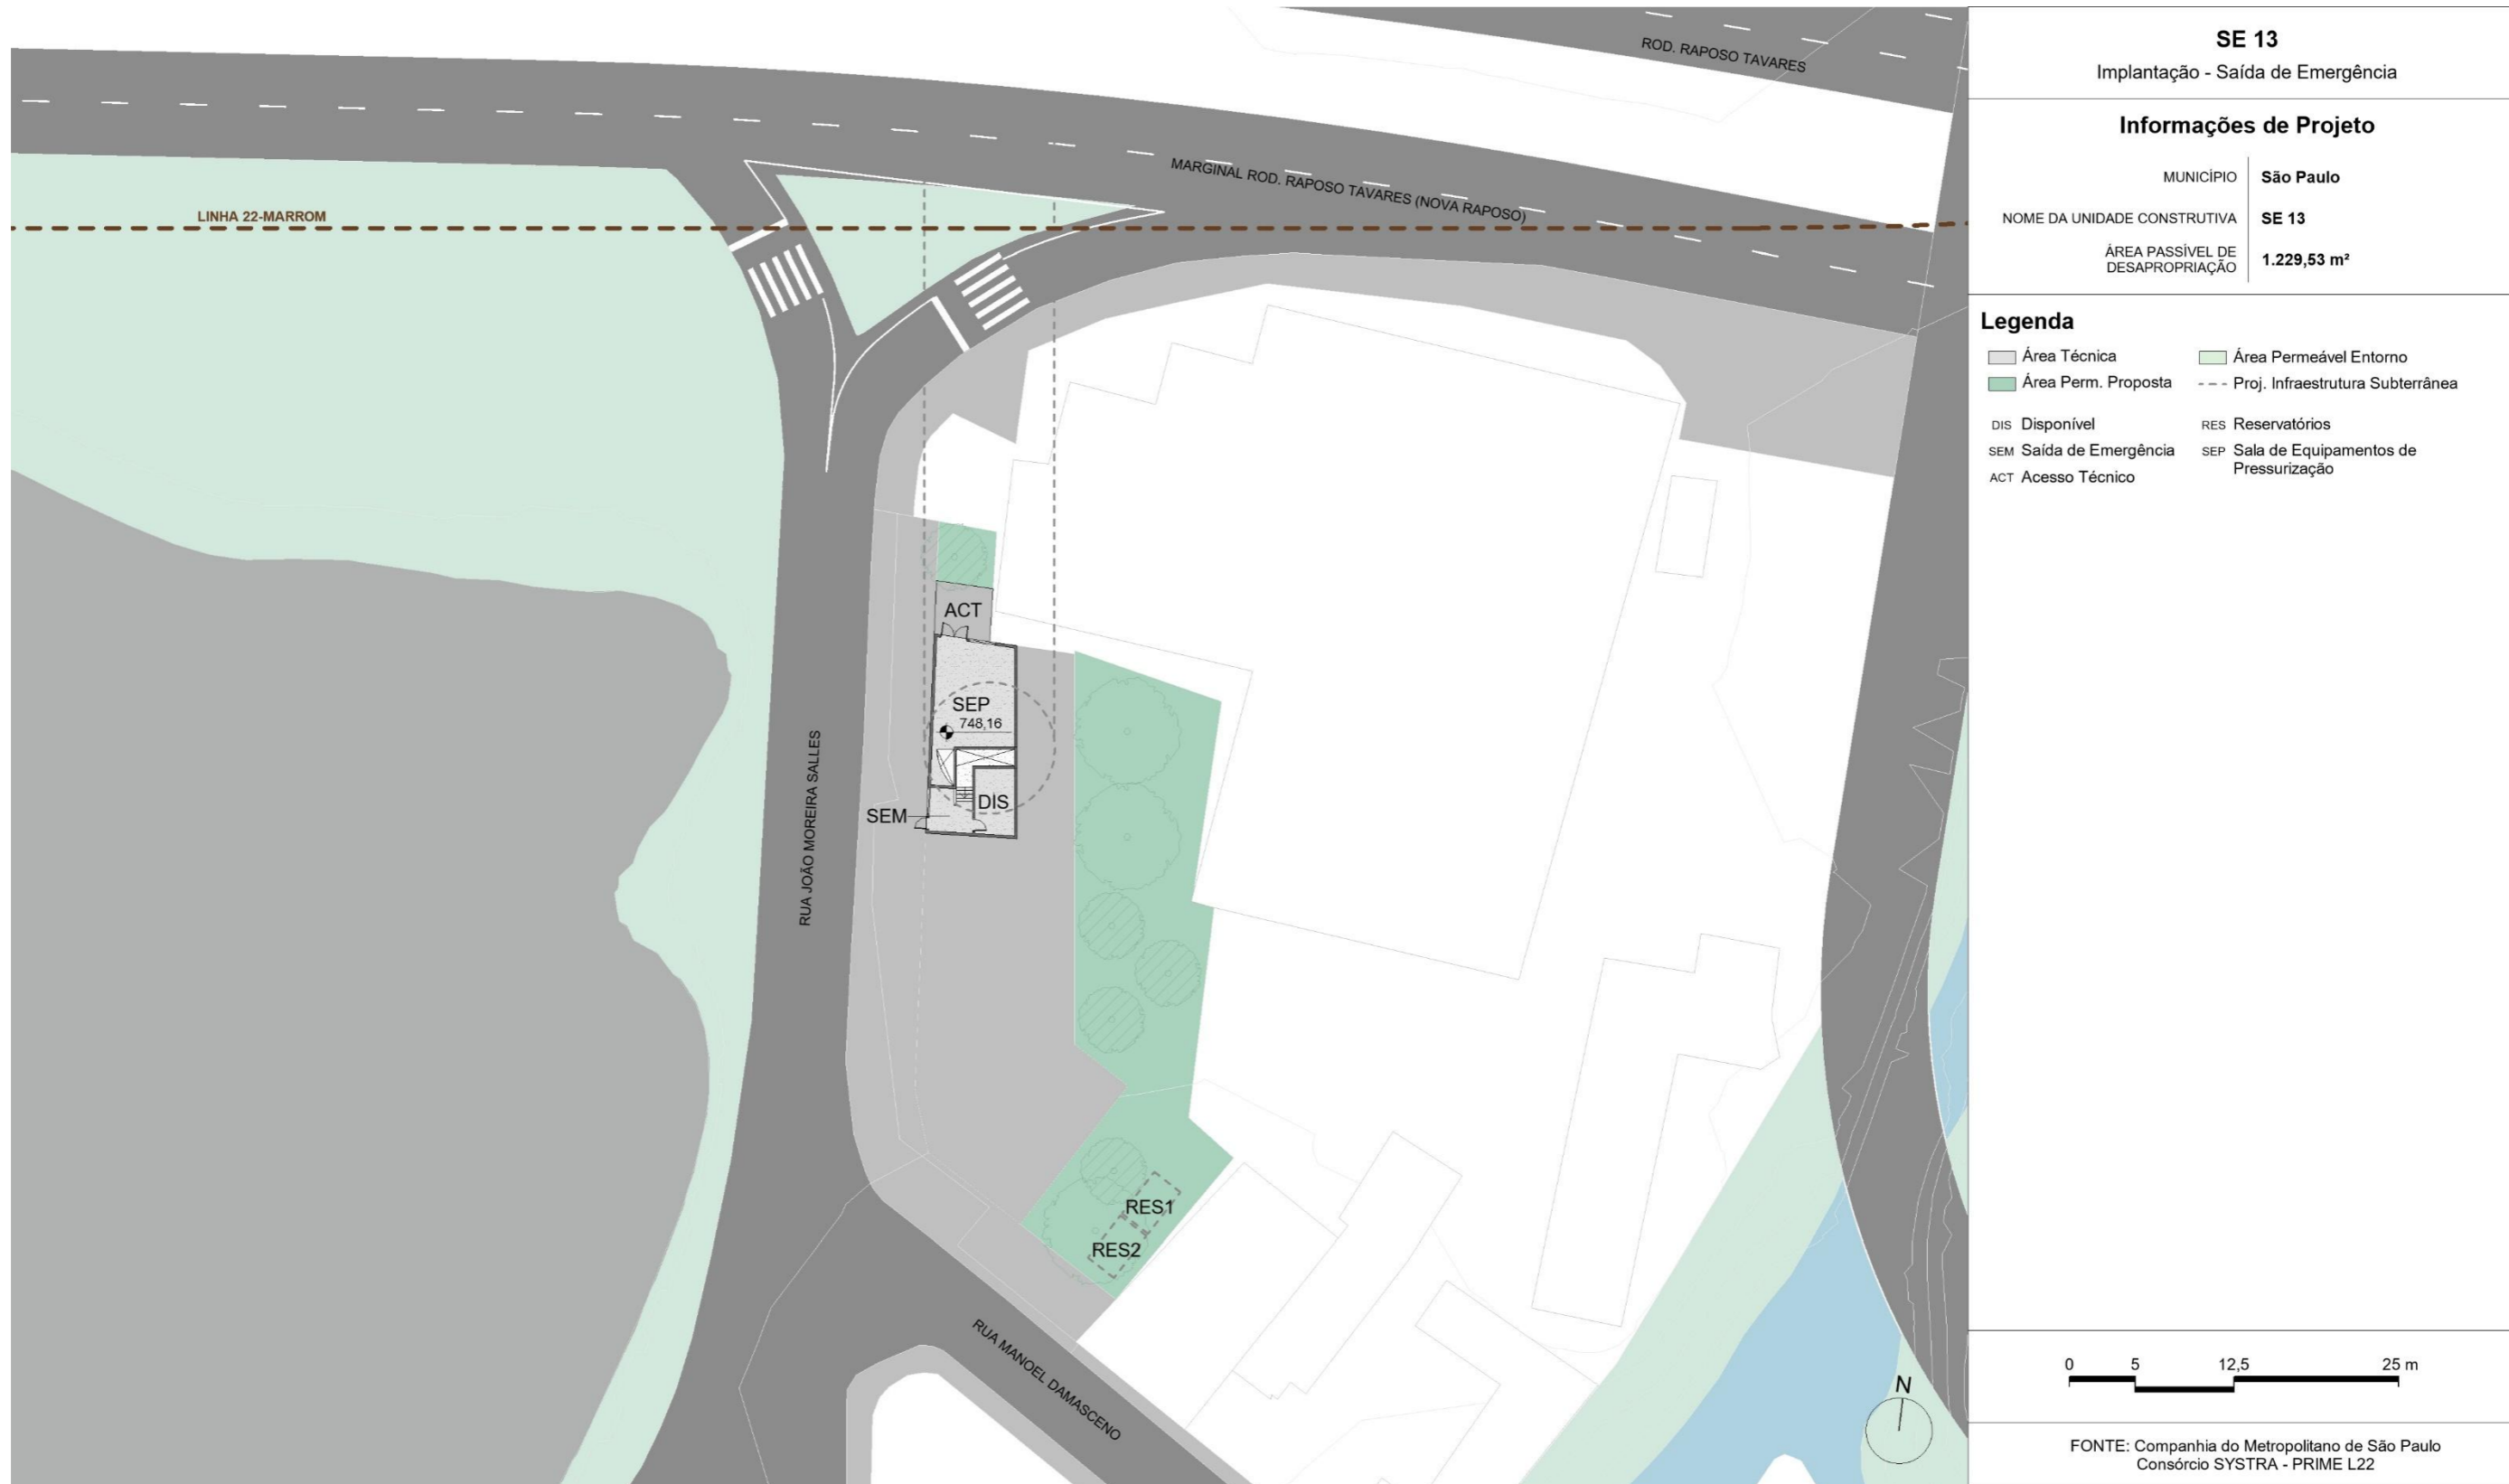 ROD. RAPOSO TAVARES
MARGINAL ROD. RAPOSO TAVARES (NOVA RAPOSO)
LINHA 22-MARROM
ACT
SEP
748,16
RUA JOÃO MOREIRA SALLES
DIS
SEM
RES1
RES2
RUA MANOEL DAMASCENO
N
SE 13
Implantação - Saída de Emergência
Informações de Projeto
MUNICÍPIO São Paulo
NOME DA UNIDADE CONSTRUTIVA SE 13
ÁREA PASSÍVEL DE
DESAPROPRIAÇÃO 1.229,53 m²
Legenda
Área Técnica
Área Perm. Proposta
Área Permeável Entorno
Proj. Infraestrutura Subterrânea
DIS Disponível
SEM Saída de Emergência
ACT Acesso Técnico
RES Reservatórios
SEP Sala de Equipamentos de
Pressurização
0 5 12,5 25 m
FONTE: Companhia do Metropolitano de São Paulo
Consórcio SYSTRA - PRIME L22